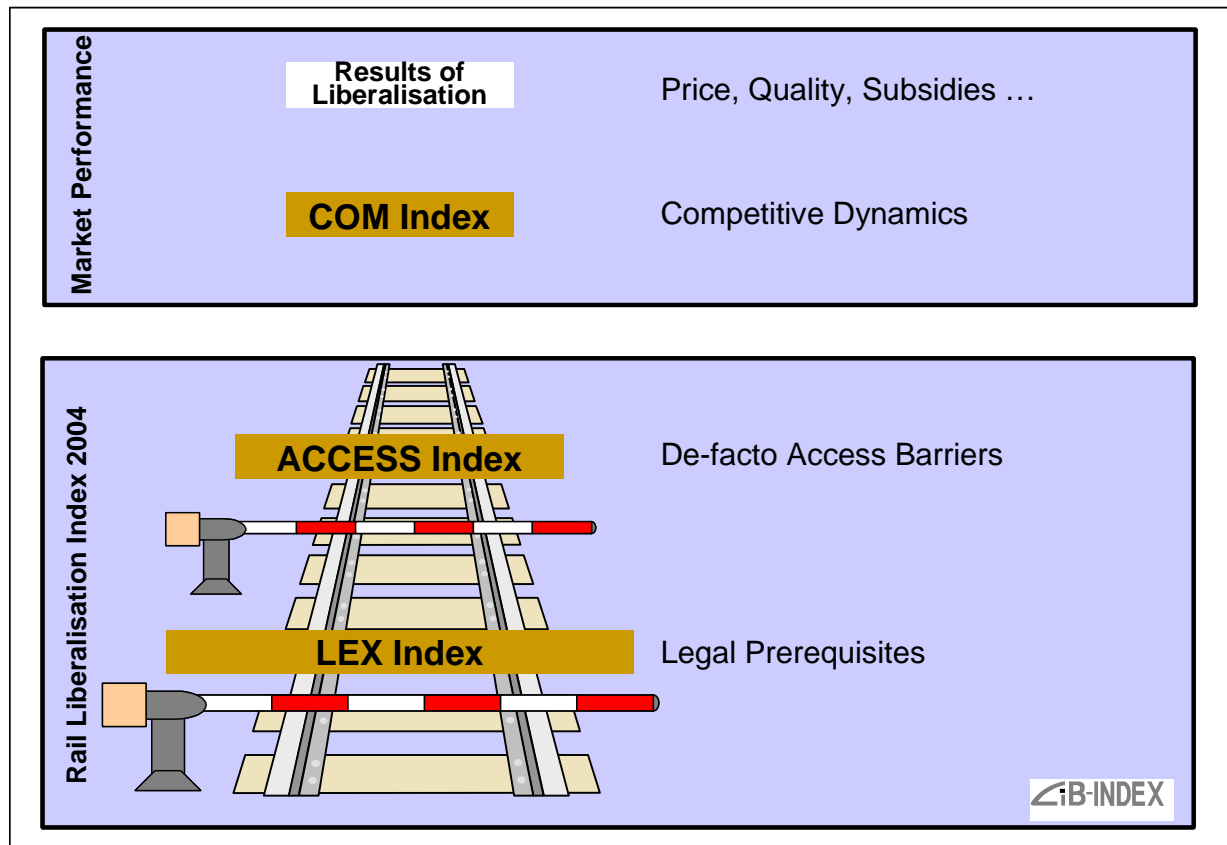 Market Performance
Results of
Liberalisation
Price, Quality, Subsidies …
COM Index
Competitive Dynamics
Rail Liberalisation Index 2004
ACCESS Index
De-facto Access Barriers
LEX Index
Legal Prerequisites
LiB-INDEX